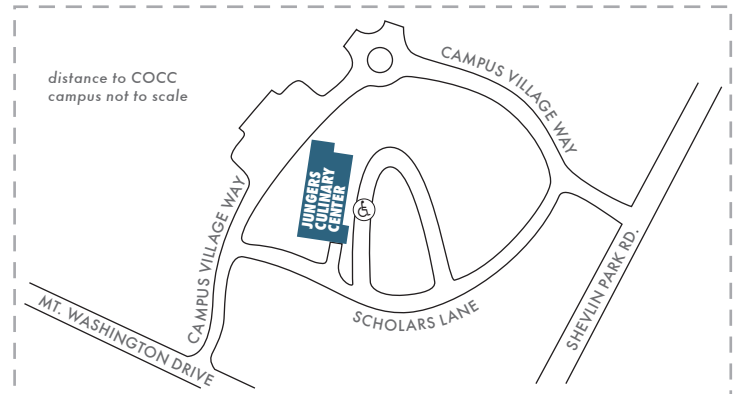 distance to COCC
campus not to scale
CAMPUS VILLAGE WAY
JUNGERS
CULINARY
CENTER
CAMPUS VILLAGE WAY
SHEVLIN PARK RD.
SCHOLARS LANE
MT. WASHINGTON DRIVE